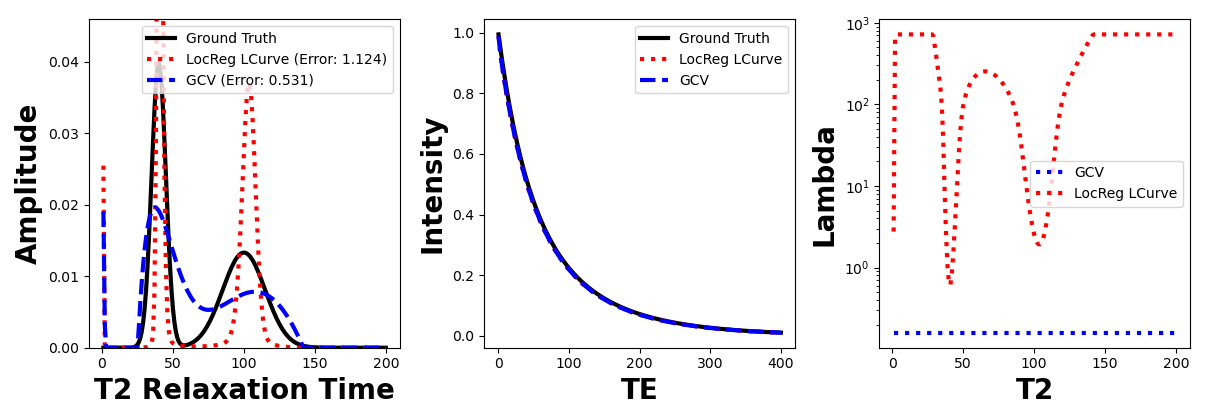 Amplitude
0.04
0.03
0.02
0.01
0.00
Ground Truth
LocReg LCurve (Error: 1.124)
GCV (Error: 0.531)
0 50 100 150 200
T2 Relaxation Time
Intensity
1.0
0.8
0.6
0.4
0.2
0.0
Ground Truth
LocReg LCurve
GCV
0 100 200 300 400
TE
Lambda
10³
10²
10¹
10⁰
GCV
LocReg LCurve
0 50 100 150 200
T2